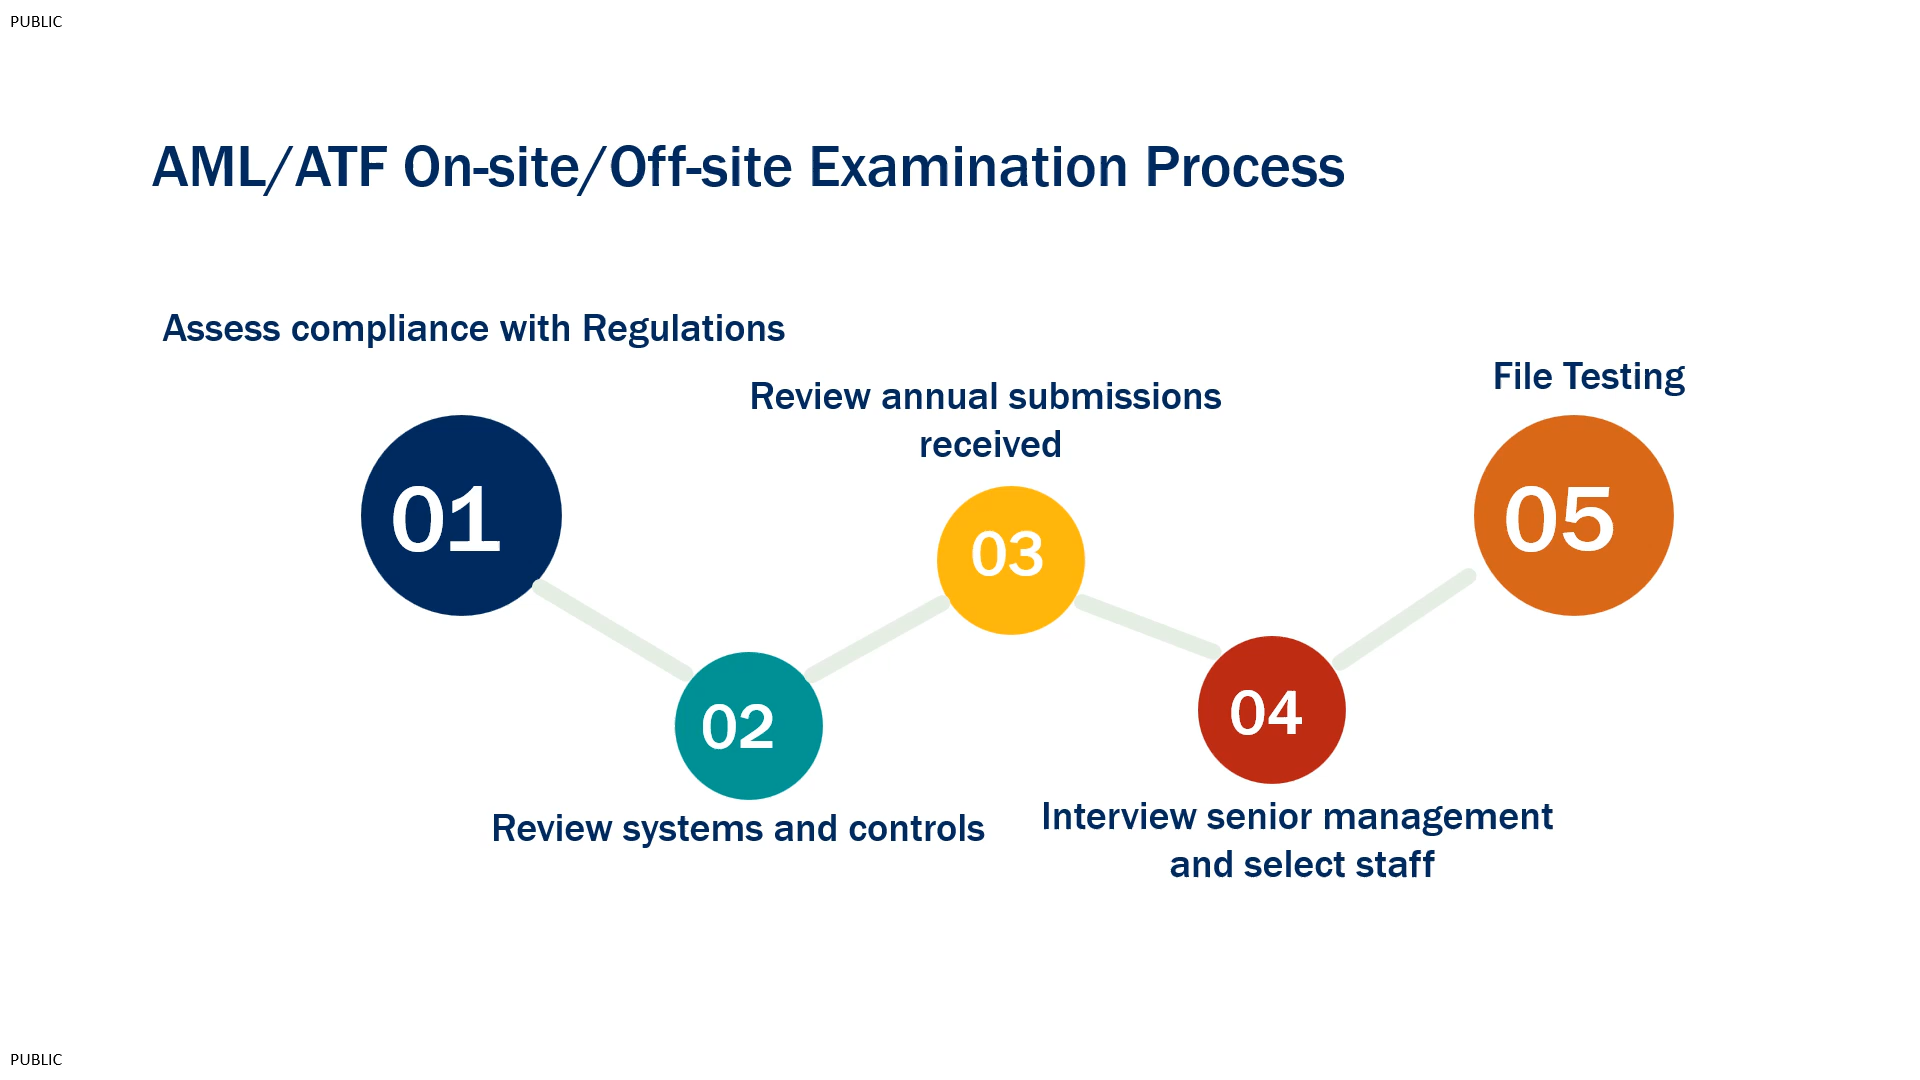 PUBLIC
AML/ATF On-site/Off-site Examination Process
Assess compliance with Regulations
01
02
Review systems and controls
Review annual submissions
received
03
04
Interview senior management
and select staff
File Testing
05
PUBLIC